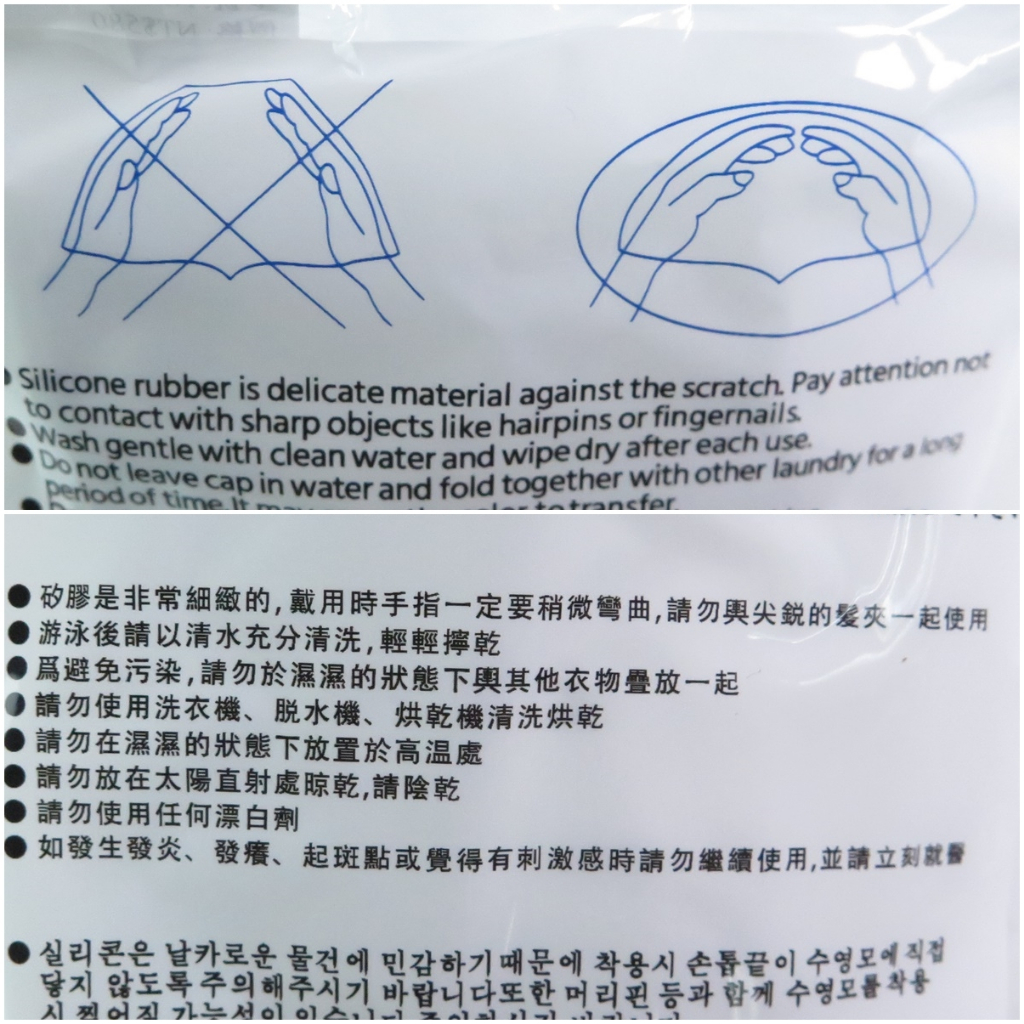 ● Silicone rubber is delicate material against the scratch. Pay attention not
to contact with sharp objects like hairpins or fingernails.
● Wash gentle with clean water and wipe dry after each use.
● Do not leave cap in water and fold together with other laundry for a long
period of time. It may color to transfer.
● 矽膠是非常細緻的,戴用時手指一定要稍微彎曲,請勿與尖銳的髮夾一起使用
● 游泳後請以清水充分清洗,輕輕擰乾
● 爲避免污染,請勿於濕濕的狀態下與其他衣物疊放一起
● 請勿使用洗衣機、脱水機、烘乾機清洗烘乾
● 請勿在濕濕的狀態下放置於高温處
● 請勿放在太陽直射處晾乾,請陰乾
● 請勿使用任何漂白劑
● 如發生發炎、發癢、起斑點或覺得有刺激感時請勿繼續使用,並請立刻就醫
● 실리콘은 날카로운 물건에 민감하기때문에 착용시 손톱끝이 수영모에직접
닿지 않도록주의해주시기 바랍니다또한 머리핀 등과 함께 수영모를착용